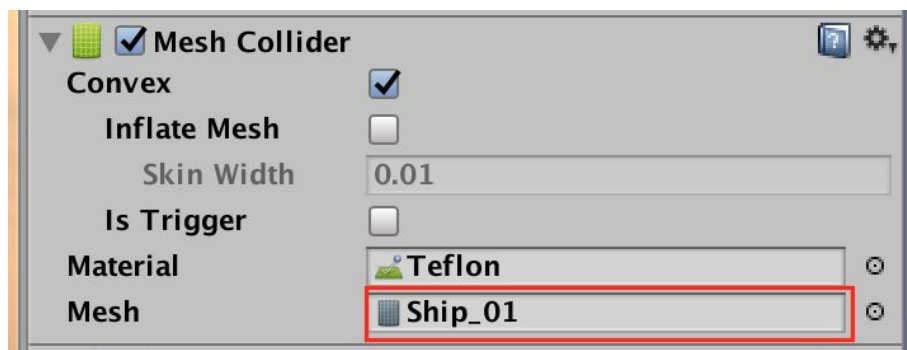 Mesh Collider
Convex
Inflate Mesh
Skin Width 0.01
Is Trigger
Material Teflon
Mesh Ship_01